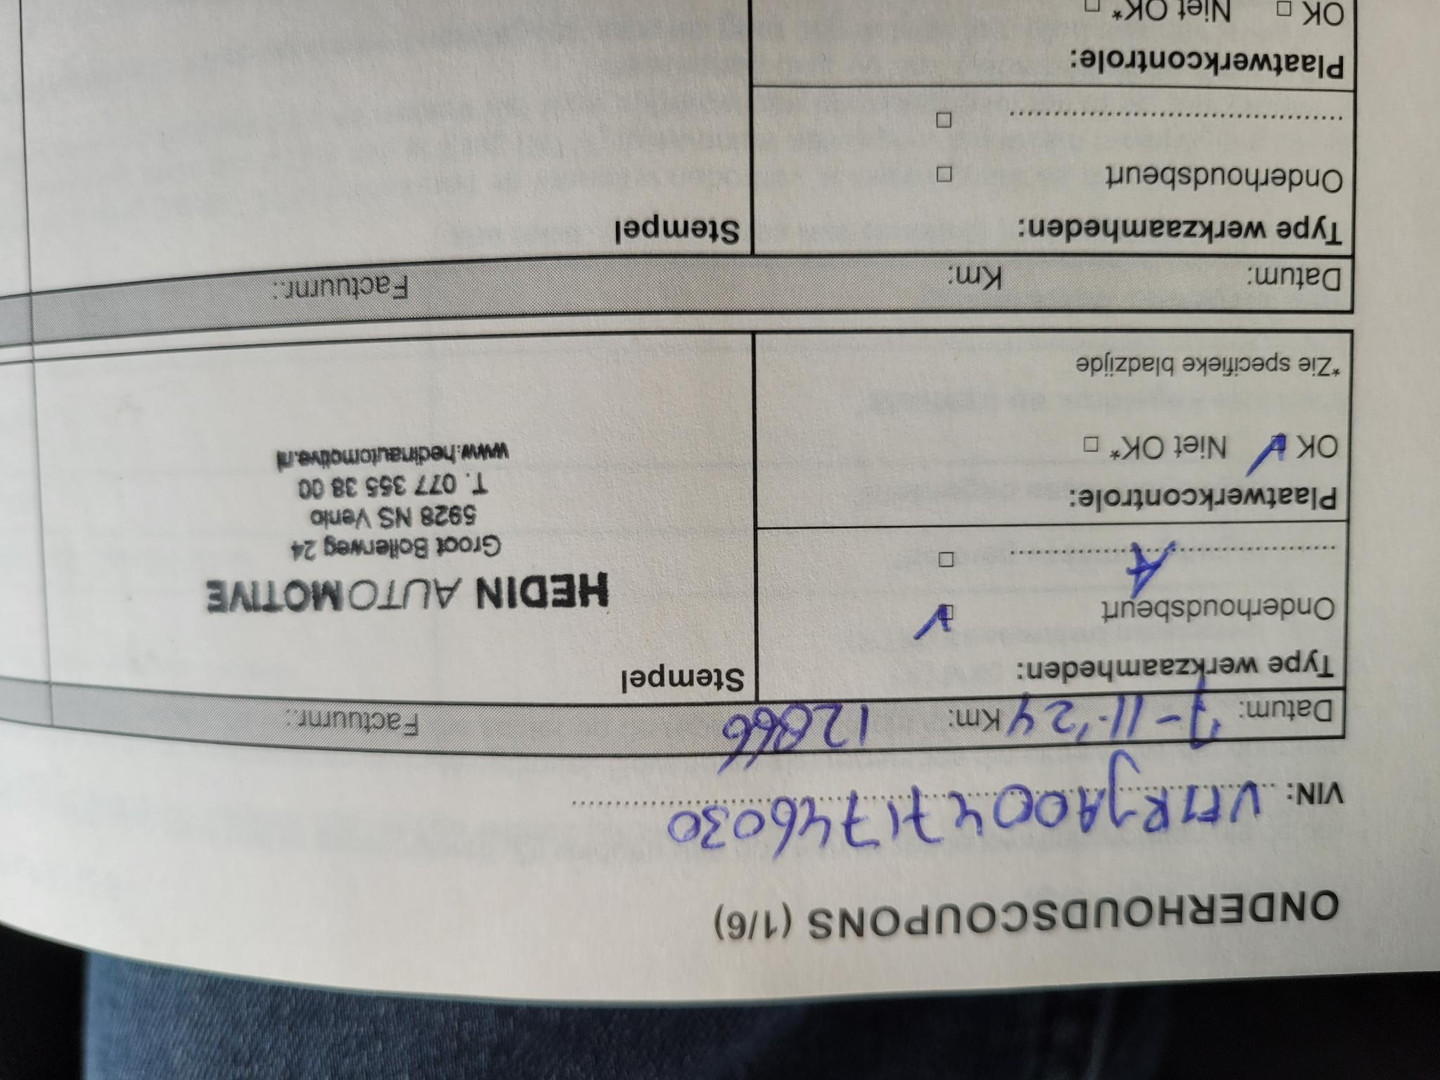 ONDERHOUDSCOUPONS (1/6)
VIN: VF1RJA00471746030
Datum: 7-11-'24 Km: 12866 Factuurnr.:
Type werkzaamheden:
Stempel
Onderhoudsbeurt
A
HEDIN AUTOMOTIVE
Groot Bollerweg 24
5928 NS Venlo
T. 077 355 38 00
www.hedinautomotive.nl
Plaatwerkcontrole:
OK Niet OK*
*Zie specifieke bladzijde
Datum: Km: Factuurnr.:
Type werkzaamheden:
Stempel
Onderhoudsbeurt
Plaatwerkcontrole:
OK Niet OK*